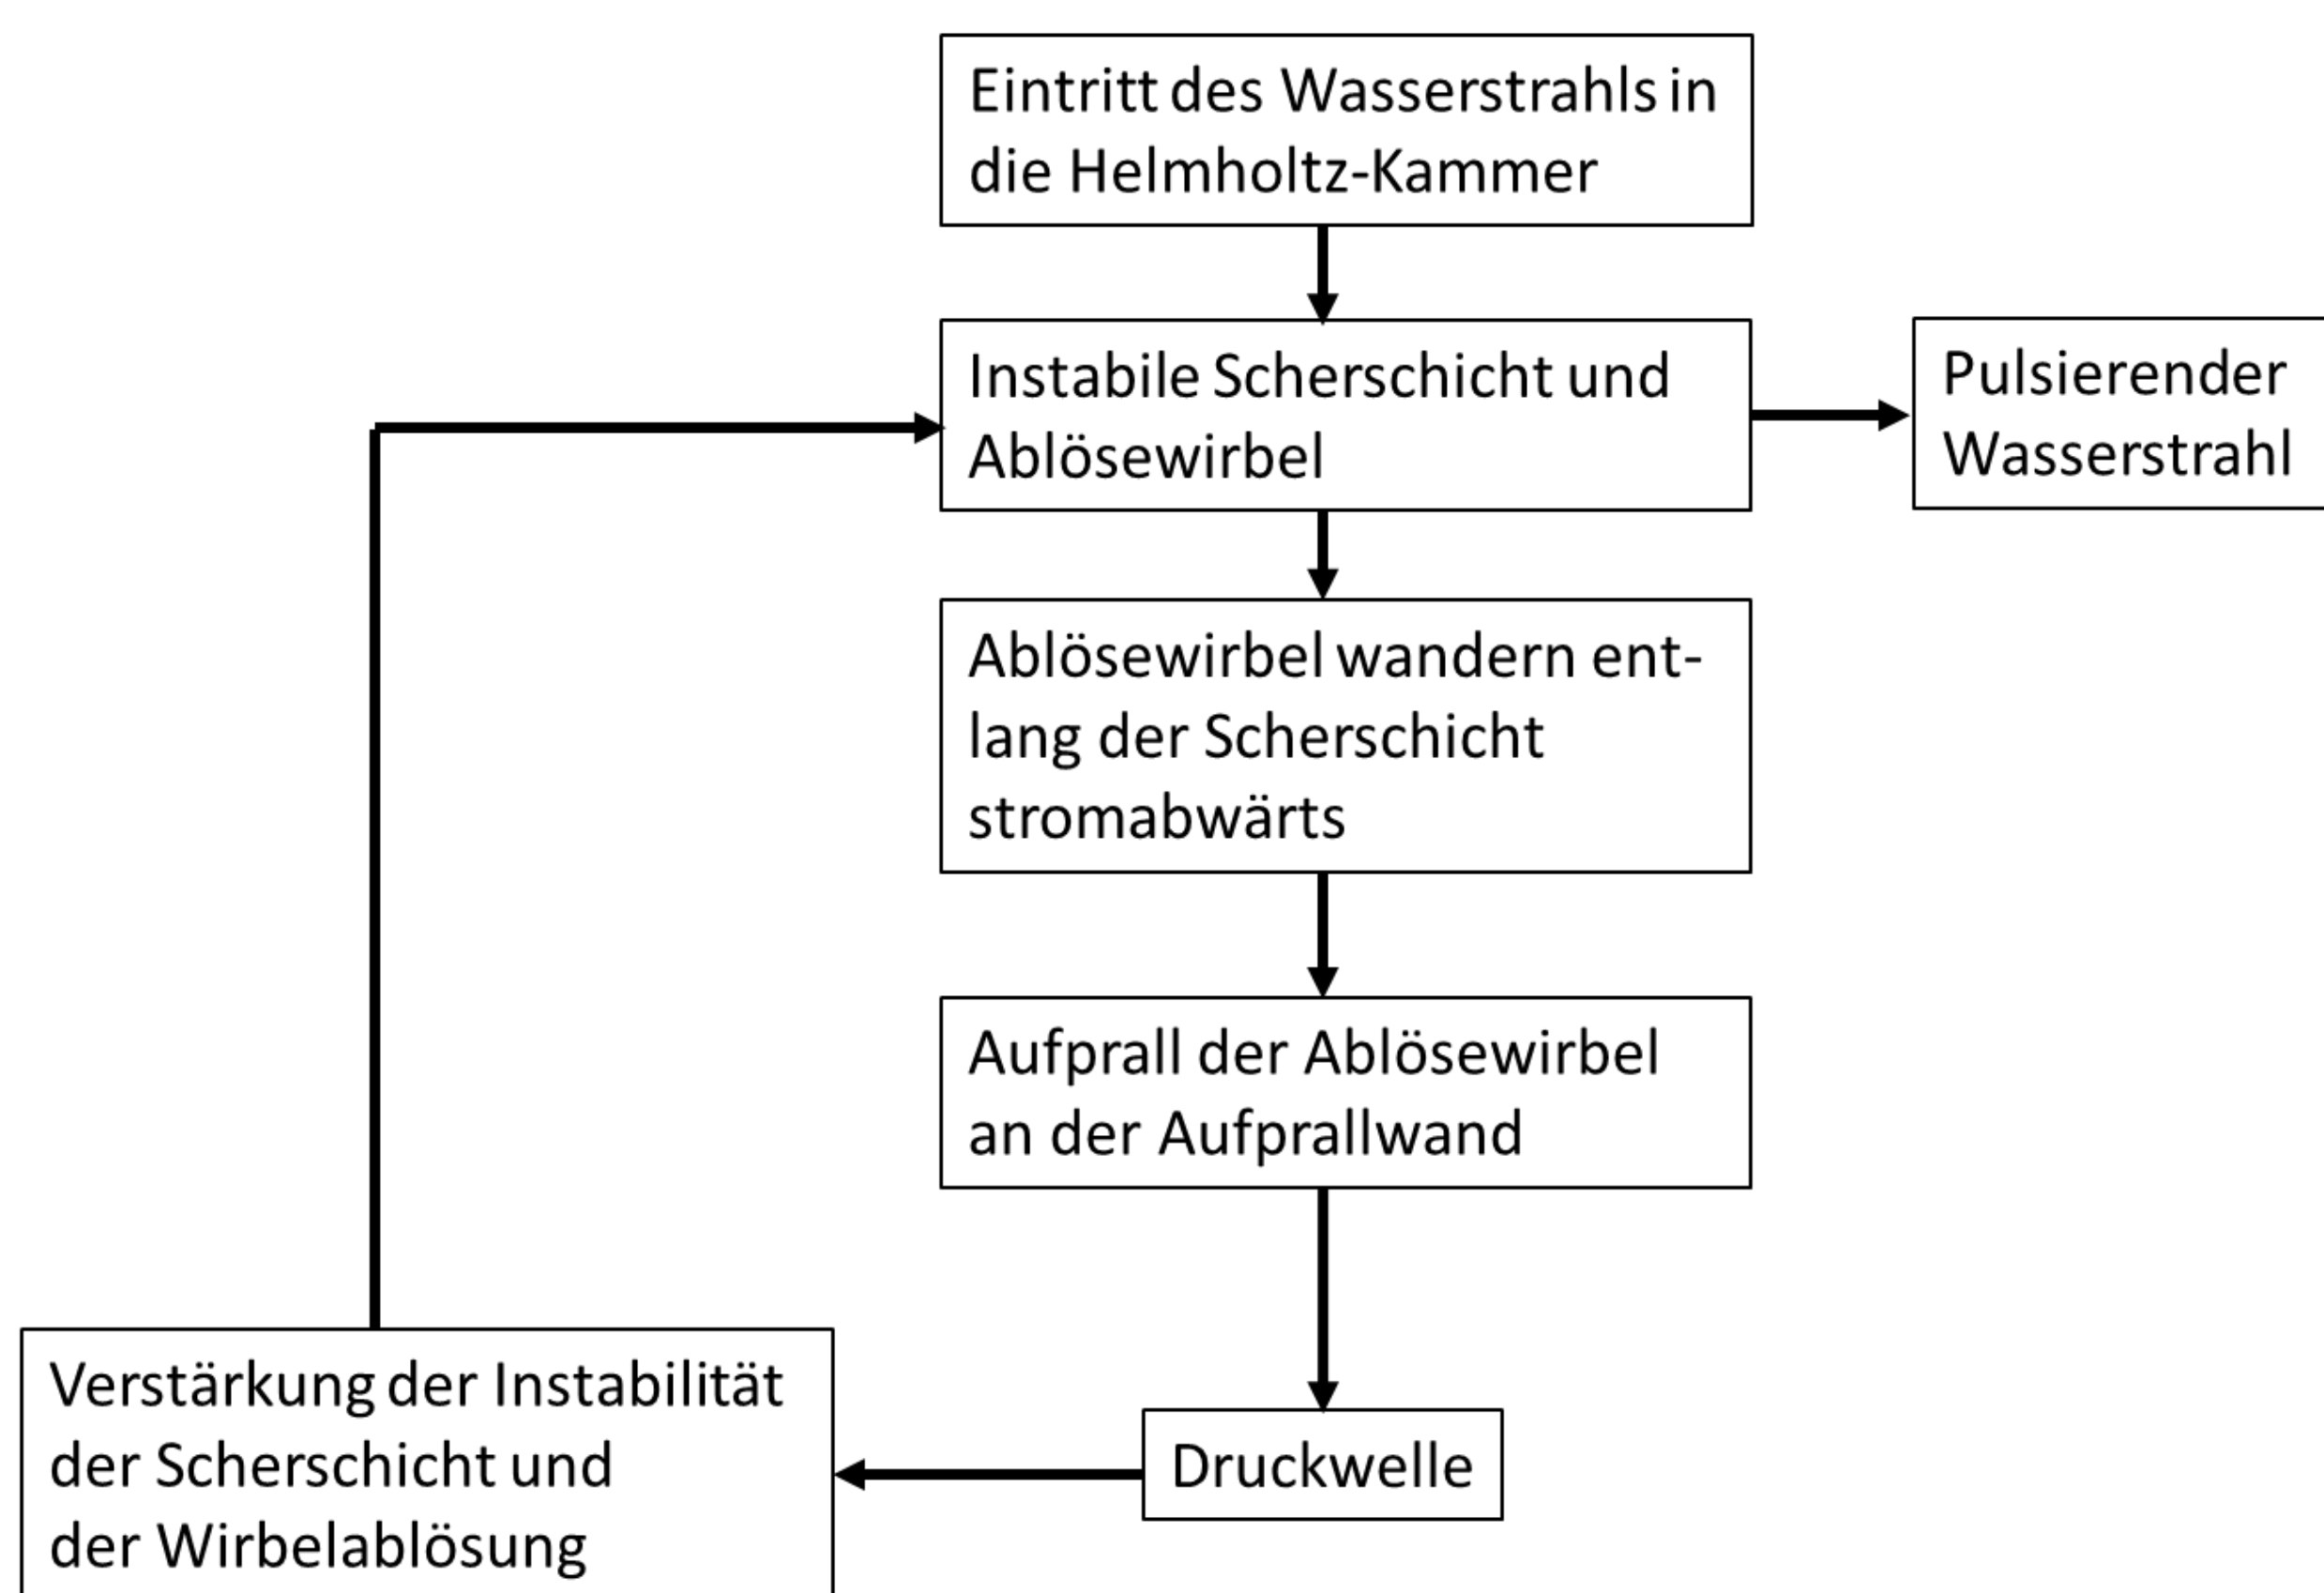 Eintritt des Wasserstrahls in
die Helmholtz-Kammer
Instabile Scherschicht und
Ablösewirbel
Pulsierender
Wasserstrahl
Ablösewirbel wandern ent-
lang der Scherschicht
stromabwärts
Aufprall der Ablösewirbel
an der Aufprallwand
Druckwelle
Verstärkung der Instabilität
der Scherschicht und
der Wirbelablösung